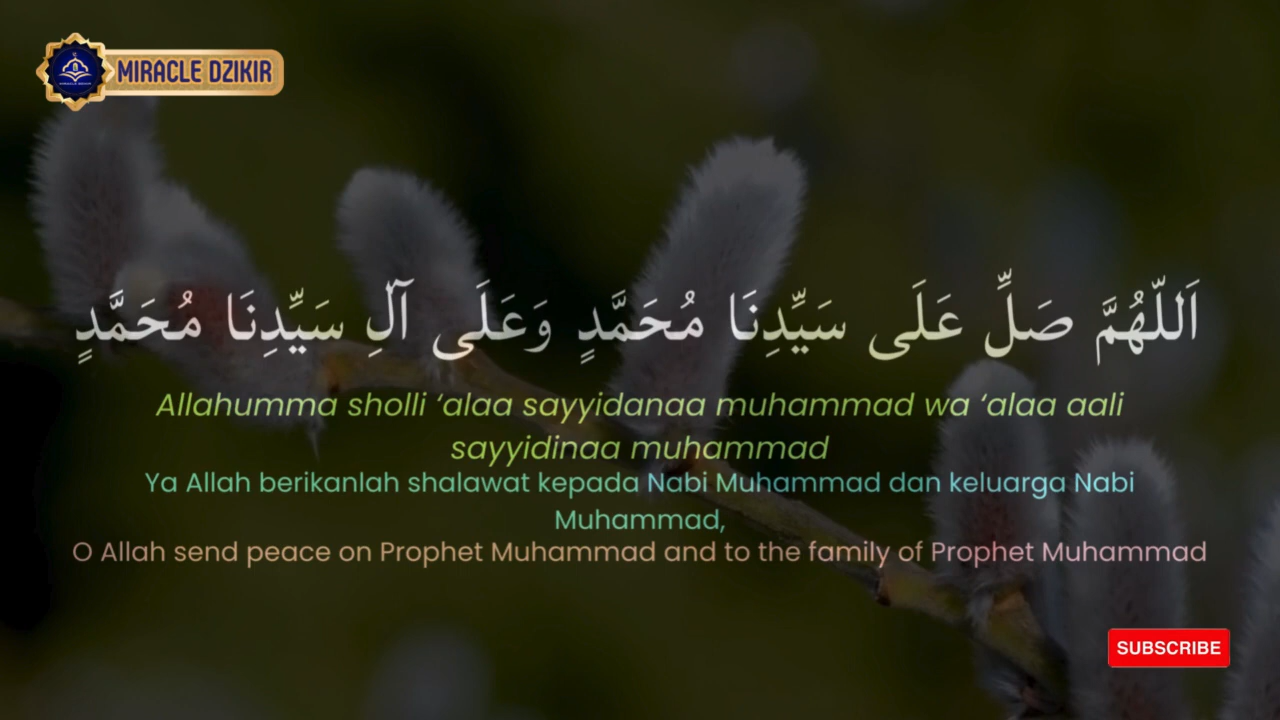 MIRACLE DZIKIR
اَللّٰهُمَّ صَلِّ عَلَى سَيِّدِنَا مُحَمَّدٍ وَعَلَى آلِ سَيِّدِنَا مُحَمَّدٍ
Allahumma sholli ‘alaa sayyidanaa muhammad wa ‘alaa aali
sayyidinaa muhammad
Ya Allah berikanlah shalawat kepada Nabi Muhammad dan keluarga Nabi
Muhammad,
O Allah send peace on Prophet Muhammad and to the family of Prophet Muhammad
SUBSCRIBE